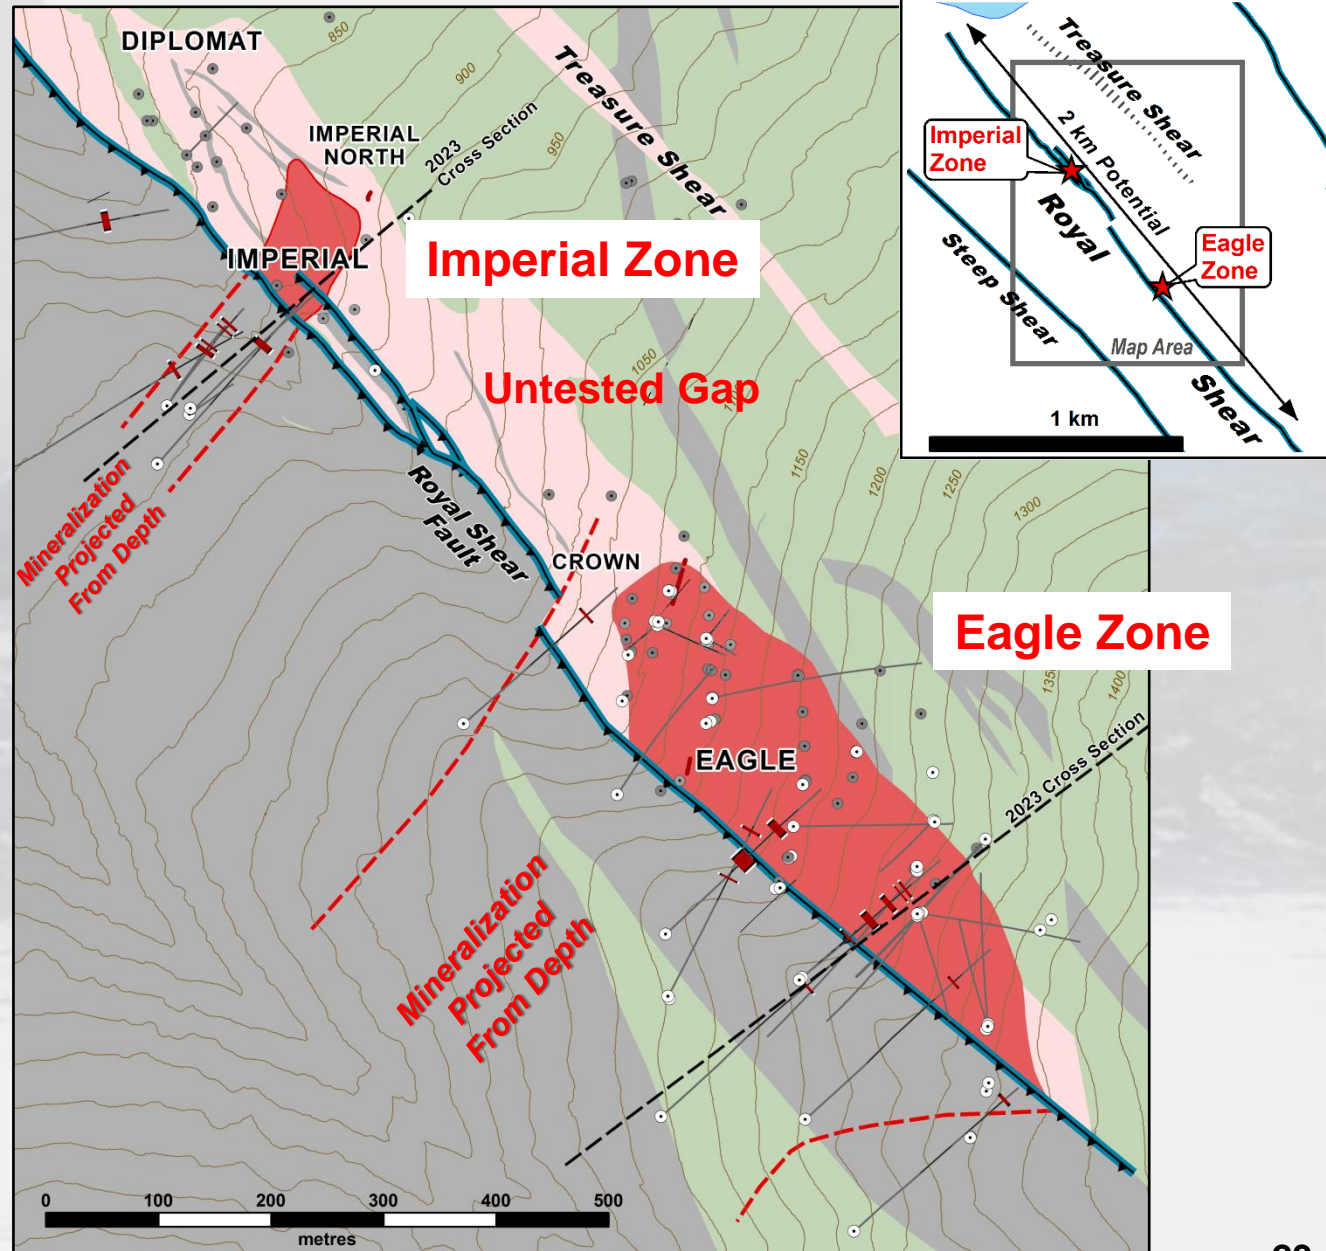 DIPLOMAT
850
900
950
Treasure Shear
IMPERIAL
NORTH
2023
Cross Section
IMPERIAL
Imperial Zone
Untested Gap
1050
Mineralization
Projected
From Depth
Royal Shear
Fault
CROWN
1150
1200
1250
1300
1400
Eagle Zone
EAGLE
2023 Cross Section
Mineralization
Projected
From Depth
0 100 200 300 400 500
metres
Treasure Shear
2 km Potential
Imperial
Zone
Royal
Shear
Eagle
Zone
Steep Shear
Map Area
1 km